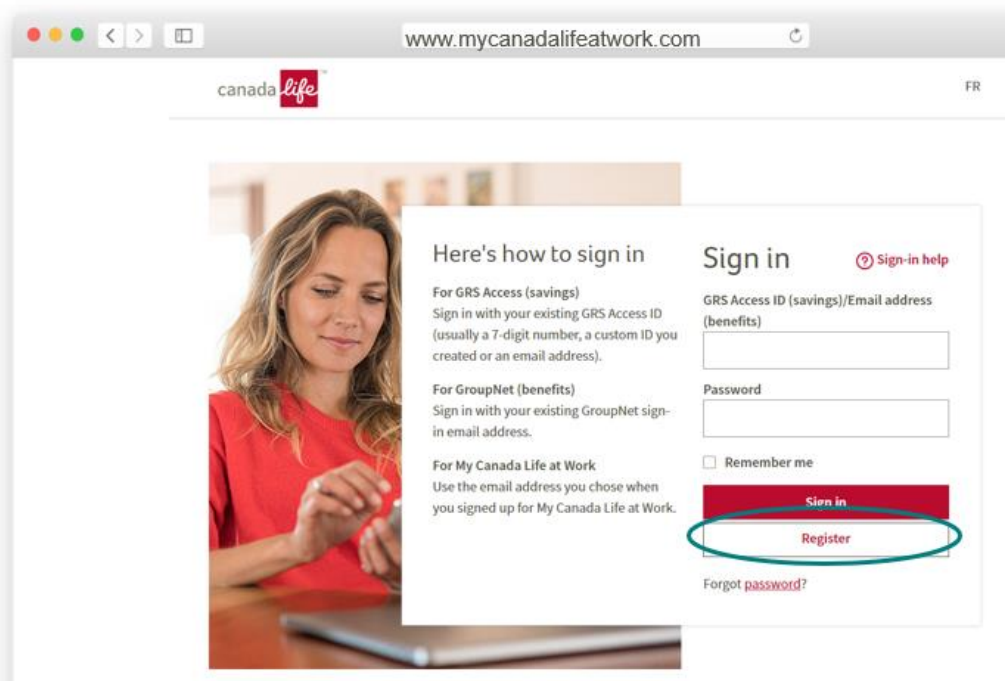 www.mycanadalifeatwork.com
canada life™
FR
Here's how to sign in
For GRS Access (savings)
Sign in with your existing GRS Access ID
(usually a 7-digit number, a custom ID you
created or an email address).
For GroupNet (benefits)
Sign in with your existing GroupNet sign-
in email address.
For My Canada Life at Work
Use the email address you chose when
you signed up for My Canada Life at Work.
Sign in
Sign-in help
GRS Access ID (savings)/Email address
(benefits)
Password
Remember me
Sign in
Register
Forgot password?